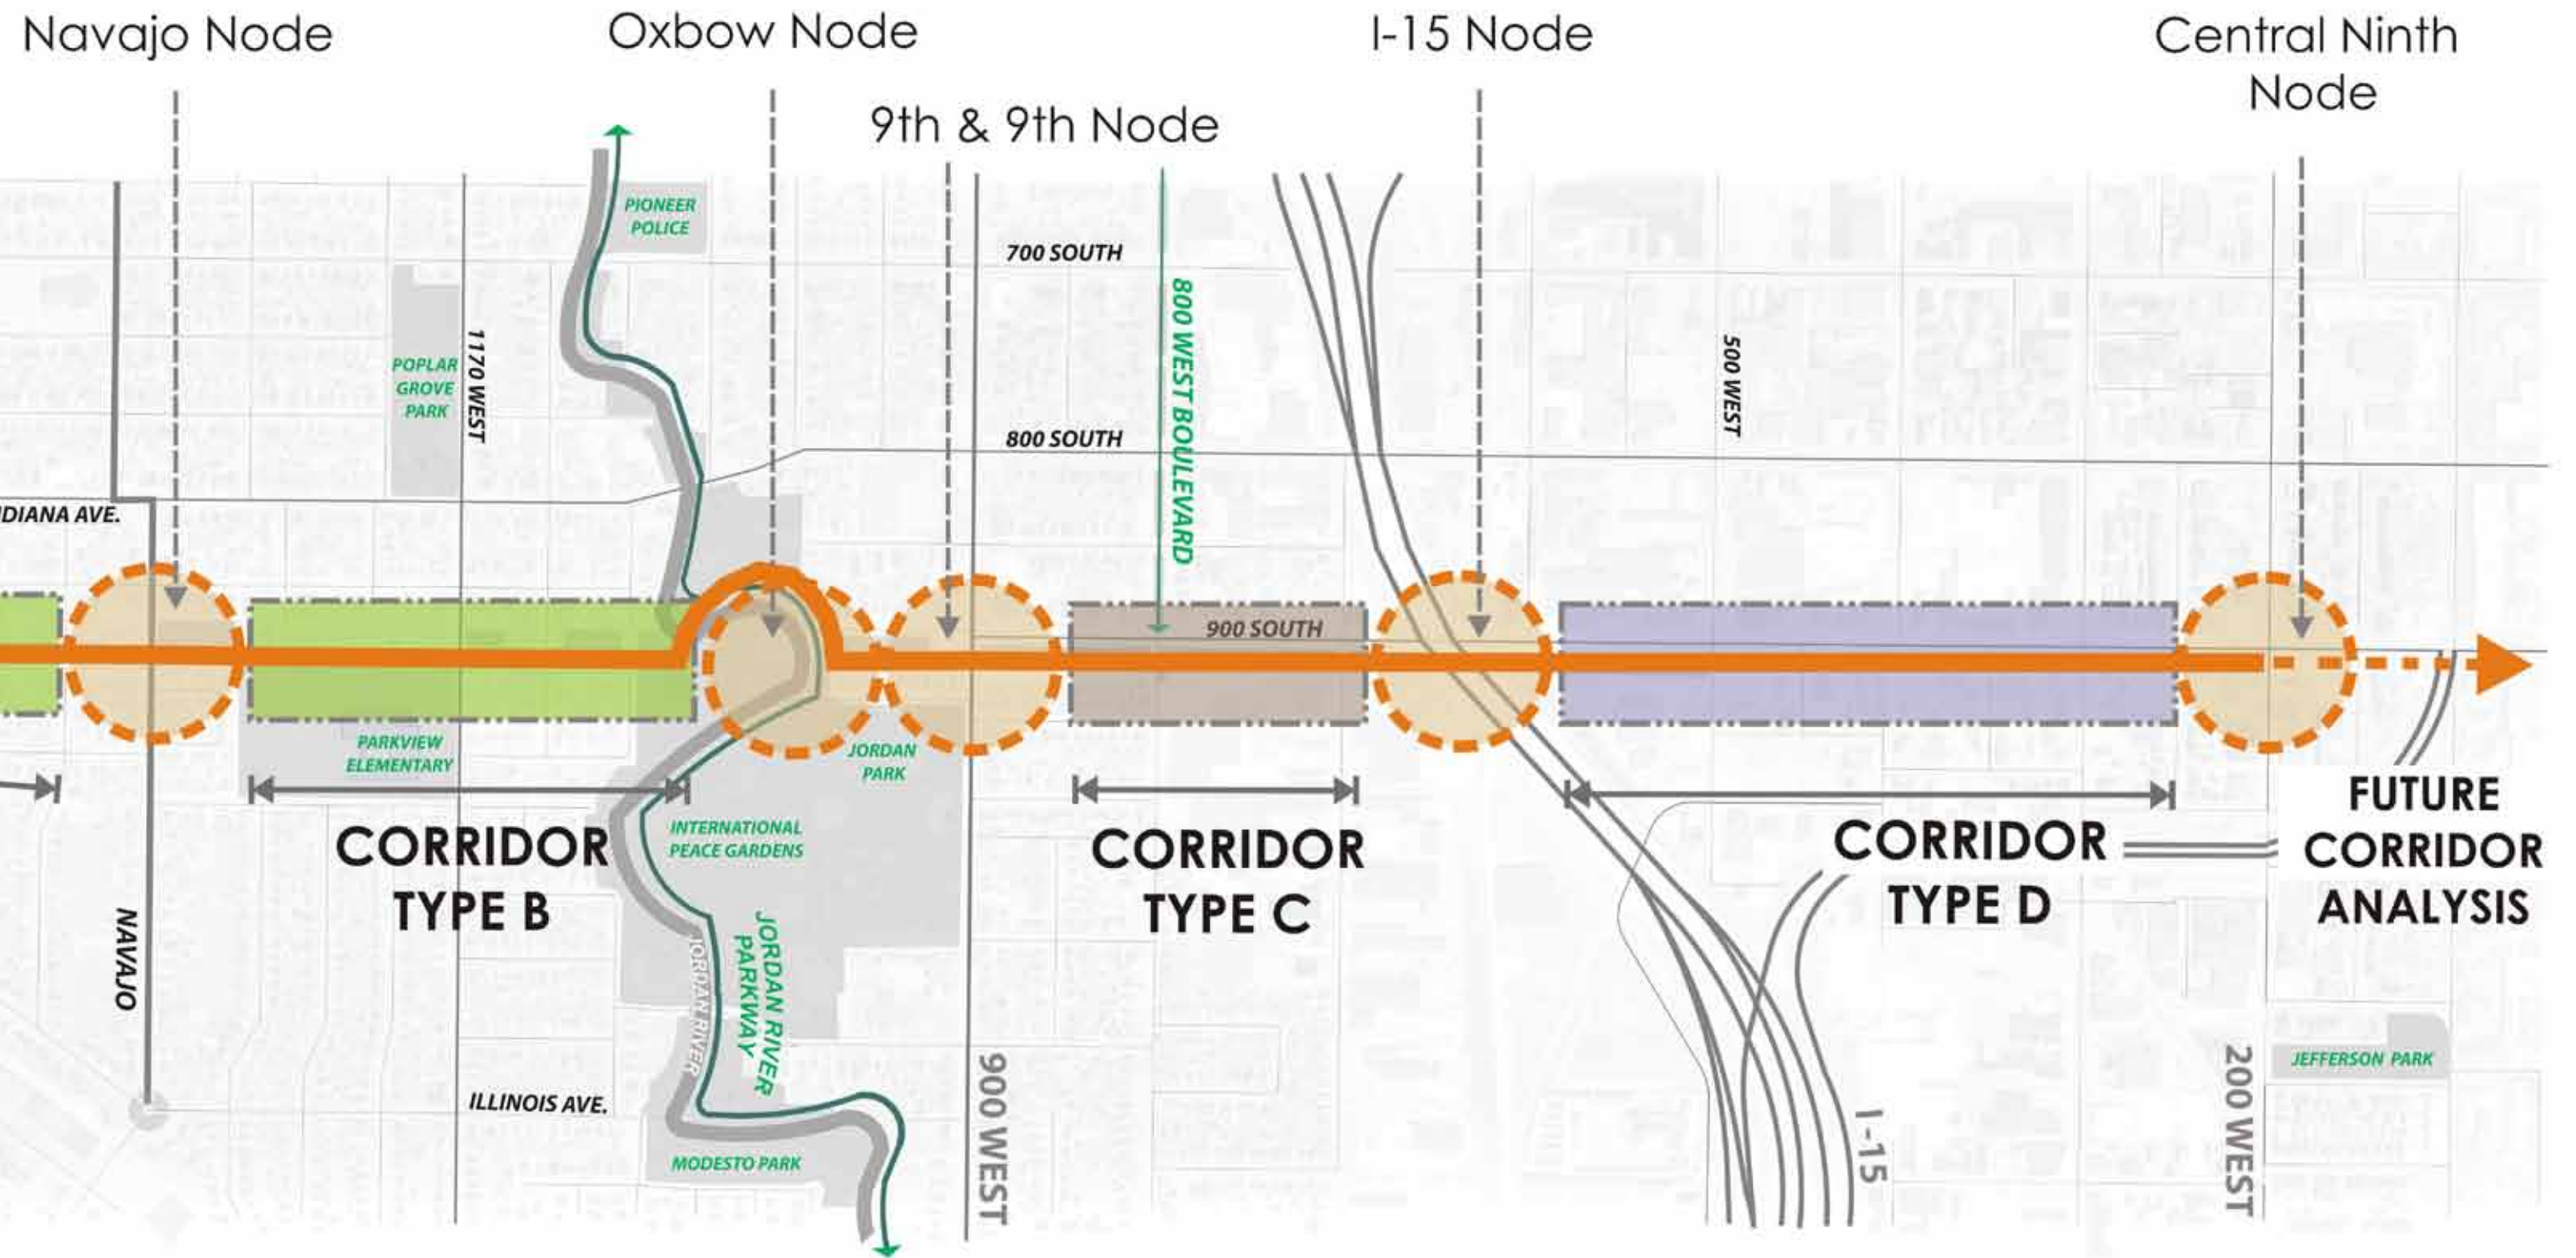 Navajo Node
Oxbow Node
I-15 Node
Central Ninth
Node
9th & 9th Node
PIONEER
POLICE
700 SOUTH
800 WEST BOULEVARD
1170 WEST
500 WEST
POPLAR
GROVE
PARK
800 SOUTH
DIANA AVE.
900 SOUTH
PARKVIEW
ELEMENTARY
JORDAN
PARK
CORRIDOR
TYPE B
INTERNATIONAL
PEACE GARDENS
CORRIDOR
TYPE C
CORRIDOR
TYPE D
FUTURE
CORRIDOR
ANALYSIS
NAVAJO
JORDAN RIVER
JORDAN RIVER
PARKWAY
900 WEST
200 WEST
JEFFERSON PARK
ILLINOIS AVE.
I-15
MODESTO PARK